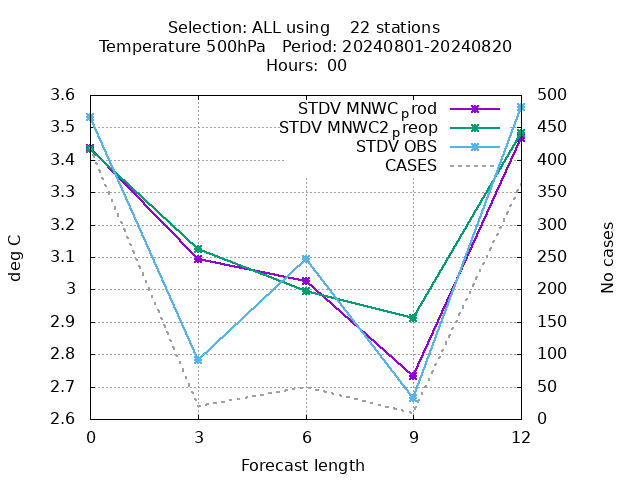 Selection: ALL using    22 stations
Temperature 500hPa   Period: 20240801-20240820
Hours: 00
STDV MNWCprod
STDV MNWC2preop
STDV OBS
CASES
3.6
3.5
3.4
3.3
3.2
3.1
3
2.9
2.8
2.7
2.6
deg C
500
450
400
350
300
250
200
150
100
50
0
No cases
0 3 6 9 12
Forecast length